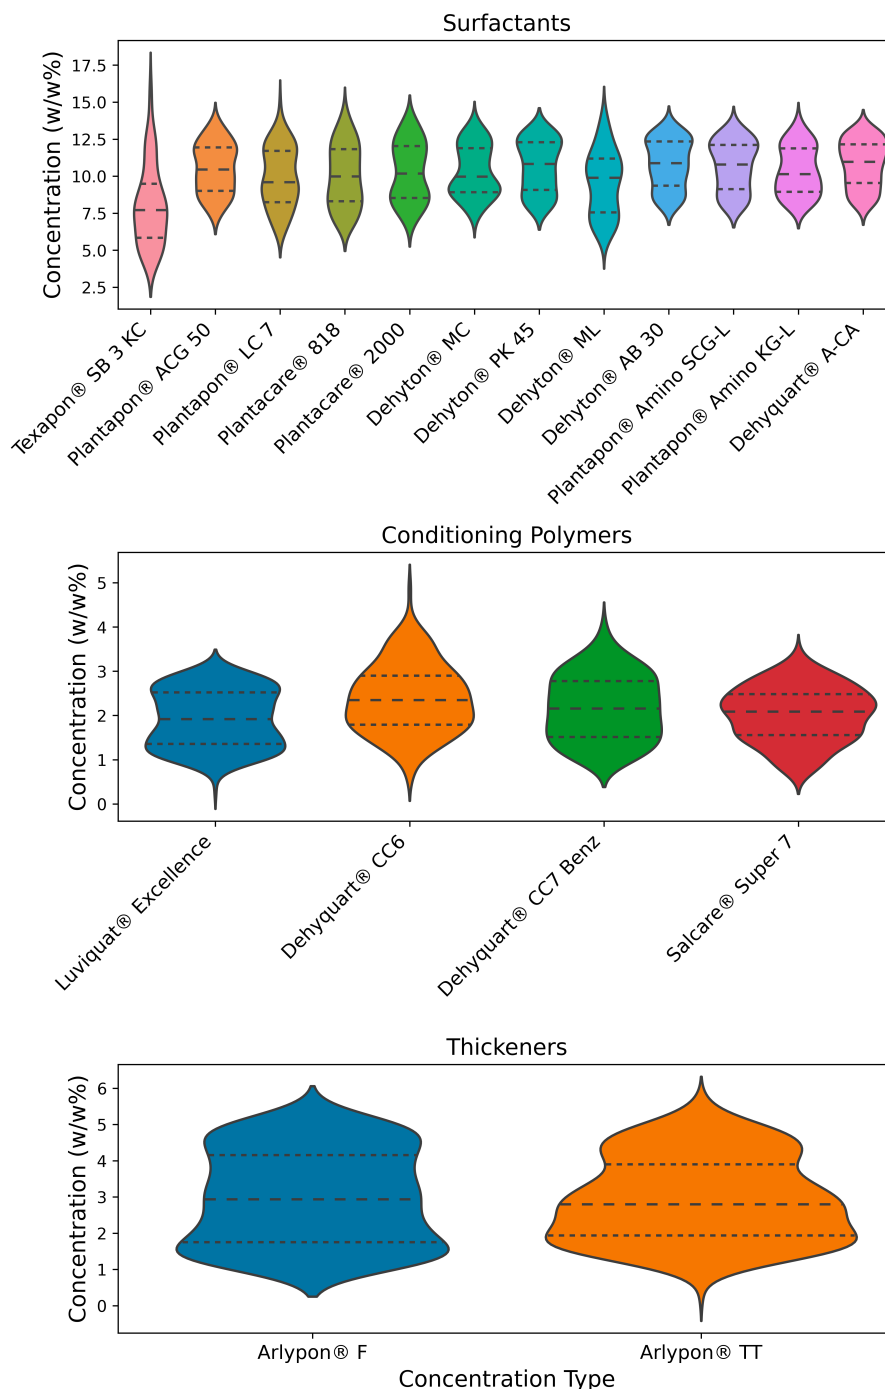 Surfactants
Concentration (w/w%)
17.5
15.0
12.5
10.0
7.5
5.0
2.5
Texapon® SB 3 KC
Plantapon® ACG 50
Plantapon® LC 7
Plantacare® 818
Plantacare® 2000
Dehyton® MC
Dehyton® PK 45
Dehyton® ML
Dehyton® AB 30
Plantapon® Amino SCG-L
Plantapon® Amino KG-L
Dehyquart® A-CA
Conditioning Polymers
Concentration (w/w%)
5
4
3
2
1
0
Luviquat® Excellence
Dehyquart® CC6
Dehyquart® CC7 Benz
Salcare® Super 7
Thickeners
Concentration (w/w%)
6
5
4
3
2
1
0
Arlypon® F
Arlypon® TT
Concentration Type